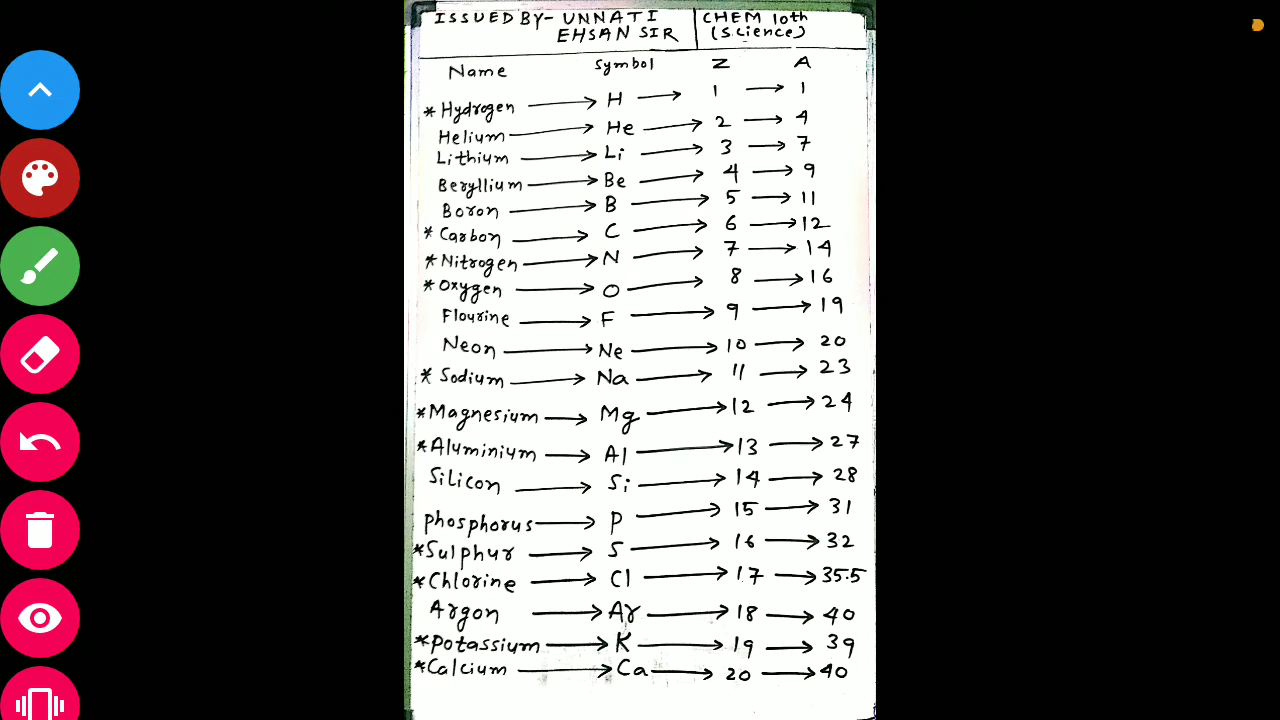 ISSUED BY- UNNATI
EHSAN SIR
CHEM 10th
(Science)
Name Symbol Z A
*Hydrogen → H → 1 → 1
Helium → He → 2 → 4
Lithium → Li → 3 → 7
Beryllium → Be → 4 → 9
Boron → B → 5 → 11
*Carbon → C → 6 → 12
*Nitrogen → N → 7 → 14
*Oxygen → O → 8 → 16
Flourine → F → 9 → 19
Neon → Ne → 10 → 20
*Sodium → Na → 11 → 23
*Magnesium → Mg → 12 → 24
*Aluminium → Al → 13 → 27
Silicon → Si → 14 → 28
phosphorus → P → 15 → 31
*Sulphur → S → 16 → 32
*Chlorine → Cl → 17 → 35.5
Argon → Ar → 18 → 40
*Potassium → K → 19 → 39
*Calcium → Ca → 20 → 40